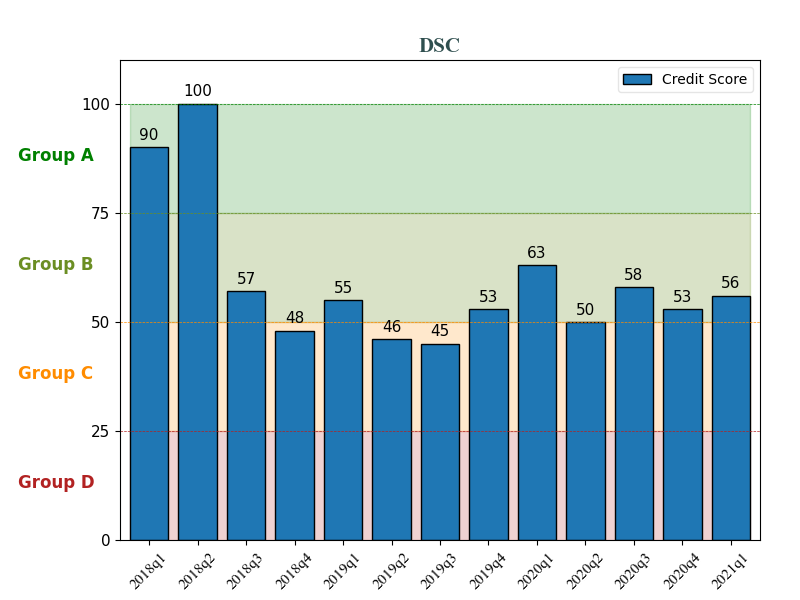 DSC
Credit Score
100
75
50
25
0
Group A
Group B
Group C
Group D
90
100
57
48
55
46
45
53
63
50
58
53
56
2018q1
2018q2
2018q3
2018q4
2019q1
2019q2
2019q3
2019q4
2020q1
2020q2
2020q3
2020q4
2021q1